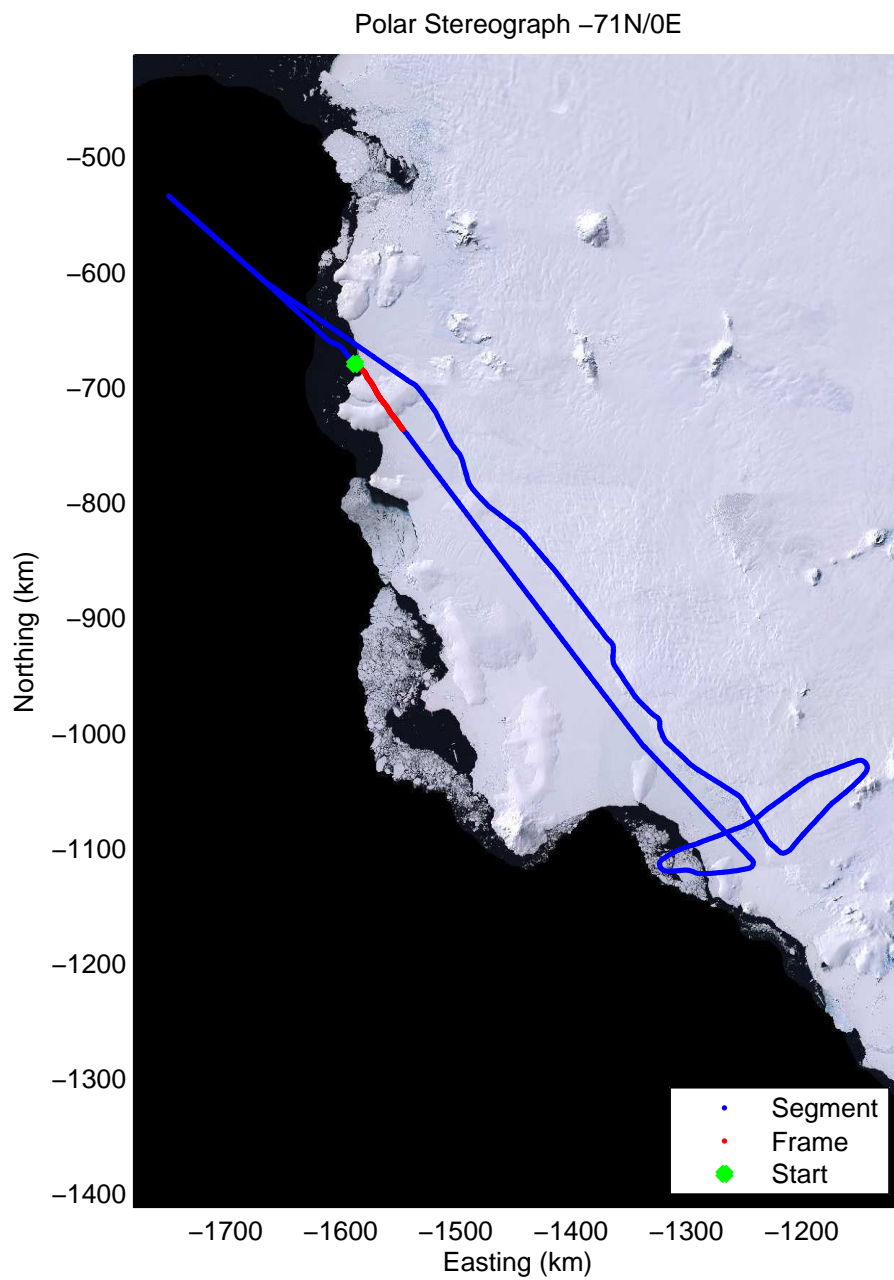 Polar Stereograph −71N/0E
−500
−600
−700
−800
−900
−1000
−1100
−1200
−1300
−1400
Northing (km)
−1700 −1600 −1500 −1400 −1300 −1200
Easting (km)
Segment
Frame
Start